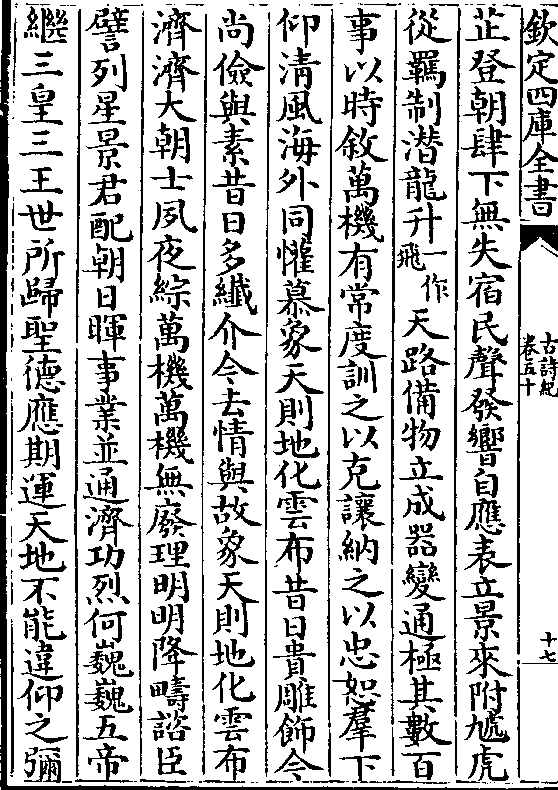 欽定四庫全書
古詩紀
卷五十
十七
芷登朝肆下無失宿民聲發響自應表立景來附虓虎
從羈制潜龍升一作飛天路備物立成器變通極其數百
事以時敘萬機有常度訓之以克讓納之以忠恕羣下
仰清風海外同懽慕象天則地化雲布昔日貴雕飾今
尚儉與素昔日多纖介今去情與故象天則地化雲布
濟濟大朝士夙夜綜萬機萬機無廢理明明降疇諮臣
譬列星景君配朝日暉事業並通濟功烈何巍巍五帝
繼三皇三王世所歸聖德應期運天地不能違仰之彌